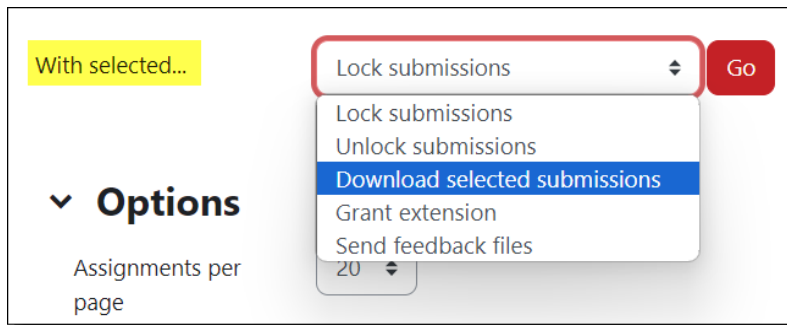 With selected...
Lock submissions
Go
Lock submissions
Unlock submissions
Download selected submissions
Grant extension
Send feedback files
Options
Assignments per
page
20